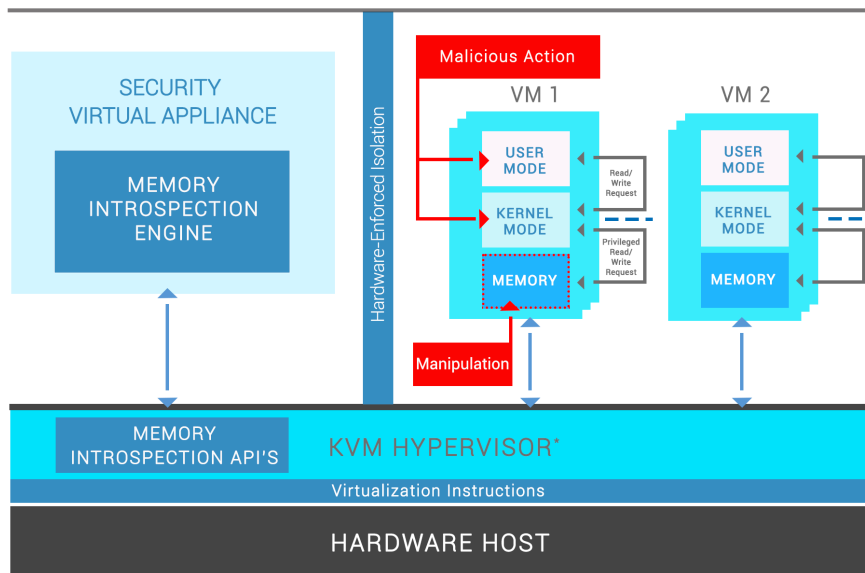 SECURITY
VIRTUAL APPLIANCE
MEMORY
INTROSPECTION
ENGINE
Hardware-Enforced Isolation
Malicious Action
VM 1
USER
MODE
KERNEL
MODE
MEMORY
Read/
Write
Request
Privileged
Read/
Write
Request
Manipulation
VM 2
USER
MODE
KERNEL
MODE
MEMORY
MEMORY
INTROSPECTION API'S
KVM HYPERVISOR*
Virtualization Instructions
HARDWARE HOST